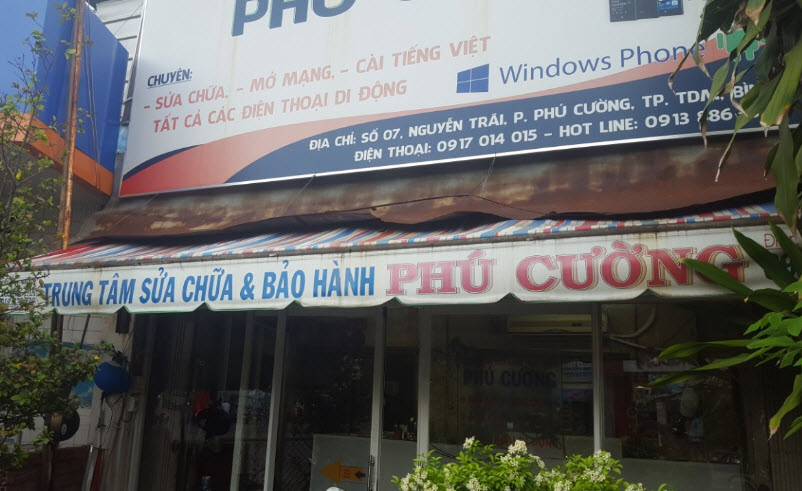 PHÚ
CHUYÊN:
- SỬA CHỮA, - MỞ MẠNG, - CÀI TIẾNG VIỆT
TẤT CẢ CÁC ĐIỆN THOẠI DI ĐỘNG
Windows Phone
ĐỊA CHỈ: SỐ 07, NGUYỄN TRÃI, P. PHÚ CƯỜNG, TP. TDM,
ĐIỆN THOẠI: 0917 014 015 - HOT LINE: 0913 886
TRUNG TÂM SỬA CHỮA & BẢO HÀNH PHÚ CƯỜNG
PHÚ CƯỜNG